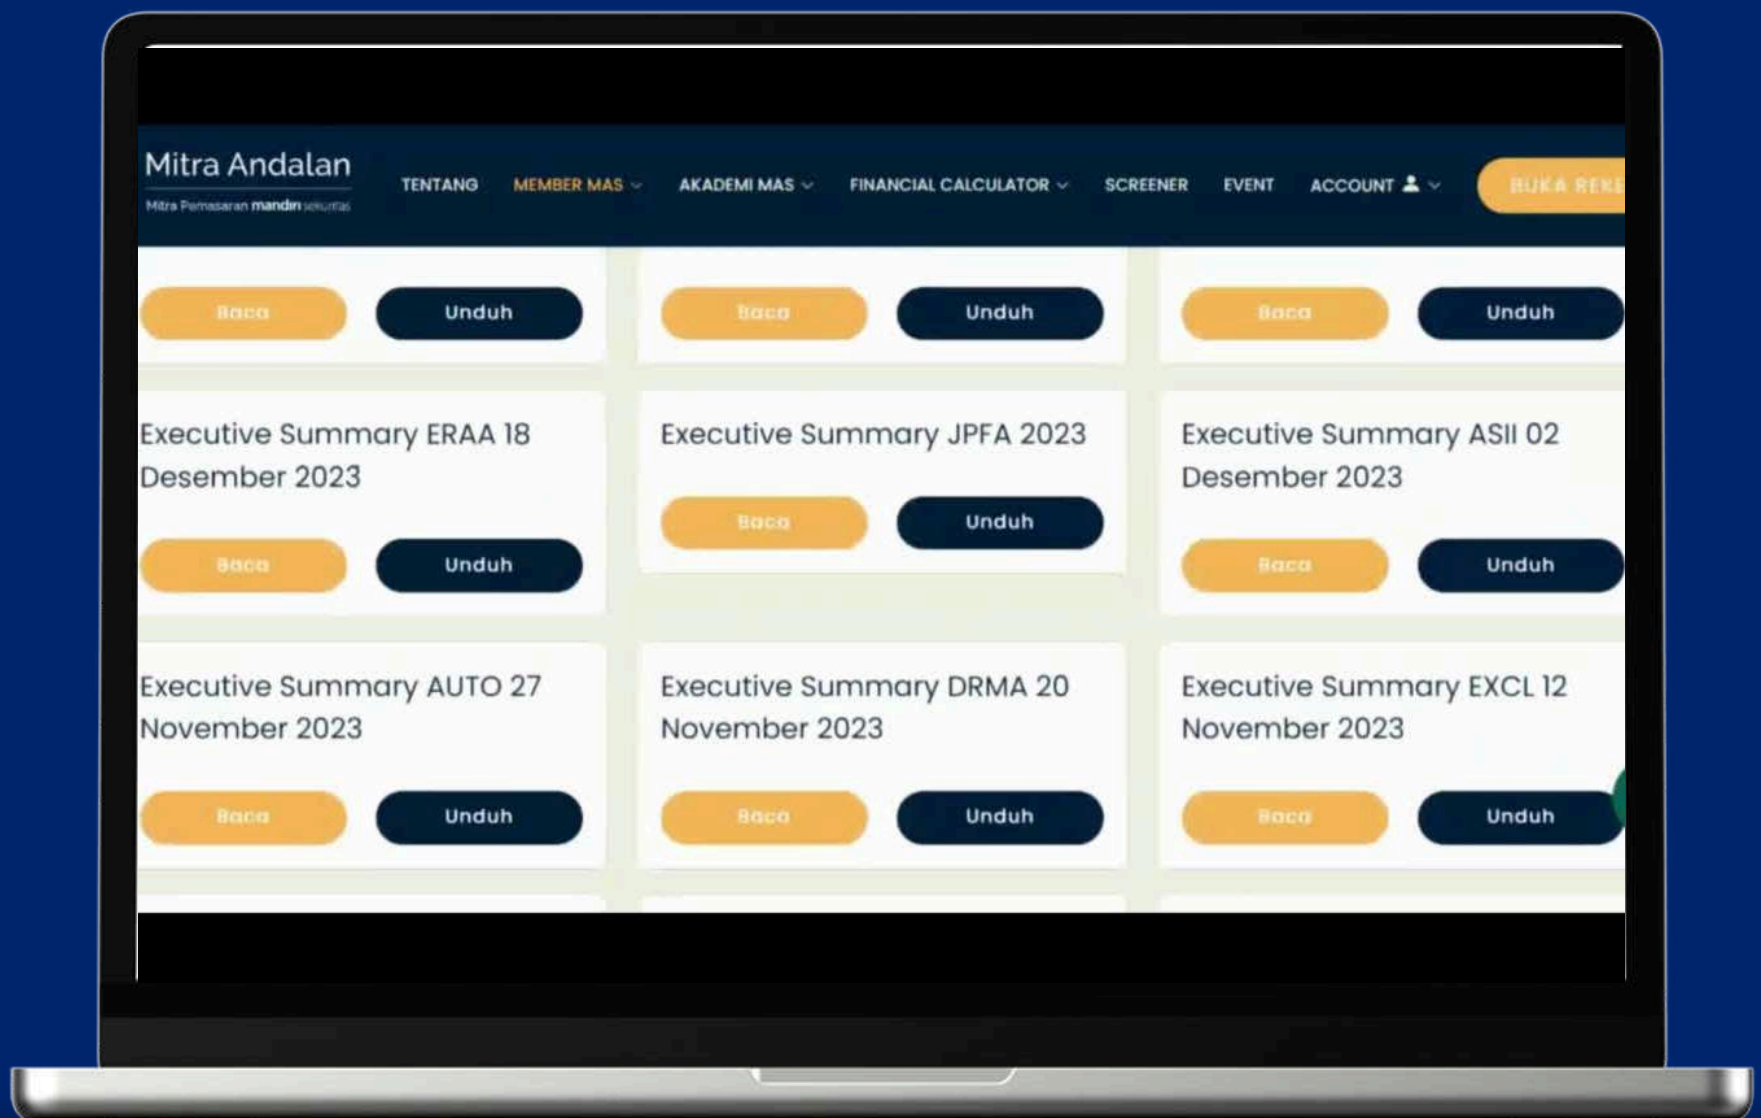 Mitra Andalan
Mitra Pemasaran mandiri sekuritas
TENTANG MEMBER MAS AKADEMI MAS FINANCIAL CALCULATOR SCREENER EVENT ACCOUNT BUKA REKE
Baca Unduh Baca Unduh Baca Unduh
Executive Summary ERAA 18
Desember 2023
Baca Unduh
Executive Summary JPFA 2023
Baca Unduh
Executive Summary ASII 02
Desember 2023
Baca Unduh
Executive Summary AUTO 27
November 2023
Baca Unduh
Executive Summary DRMA 20
November 2023
Baca Unduh
Executive Summary EXCL 12
November 2023
Baca Unduh